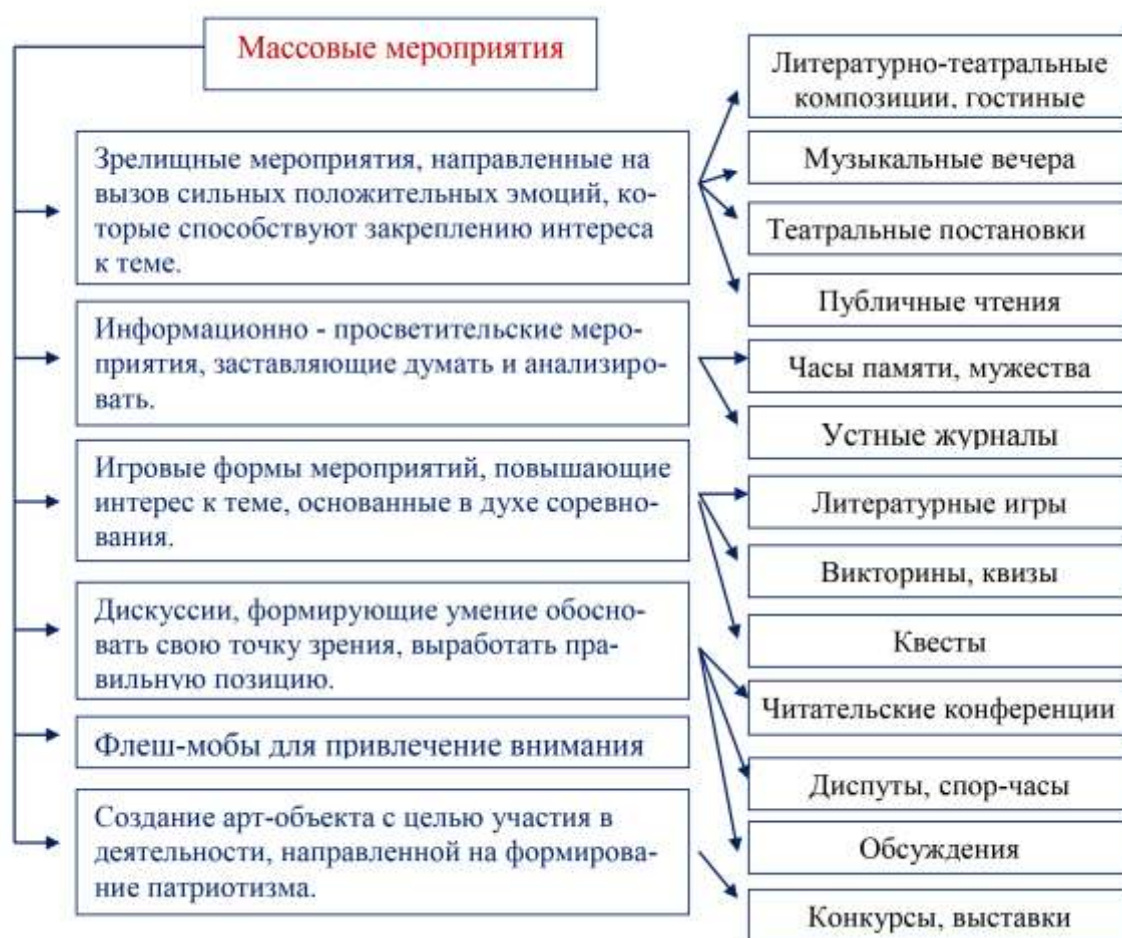 Массовые мероприятия
Зрелищные мероприятия, направленные на
вызов сильных положительных эмоций, ко-
торые способствуют закреплению интереса
к теме.
Литературно-театральные
композиции, гостиные
Музыкальные вечера
Театральные постановки
Публичные чтения
Информационно - просветительские меро-
приятия, заставляющие думать и анализиро-
вать.
Часы памяти, мужества
Устные журналы
Игровые формы мероприятий, повышающие
интерес к теме, основанные в духе соревно-
вания.
Литературные игры
Викторины, квизы
Квесты
Дискуссии, формирующие умение обосно-
вать свою точку зрения, выработать пра-
вильную позицию.
Читательские конференции
Диспуты, спор-часы
Обсуждения
Флеш-мобы для привлечение внимания
Создание арт-объекта с целью участия в
деятельности, направленной на формирова-
ние патриотизма.
Конкурсы, выставки